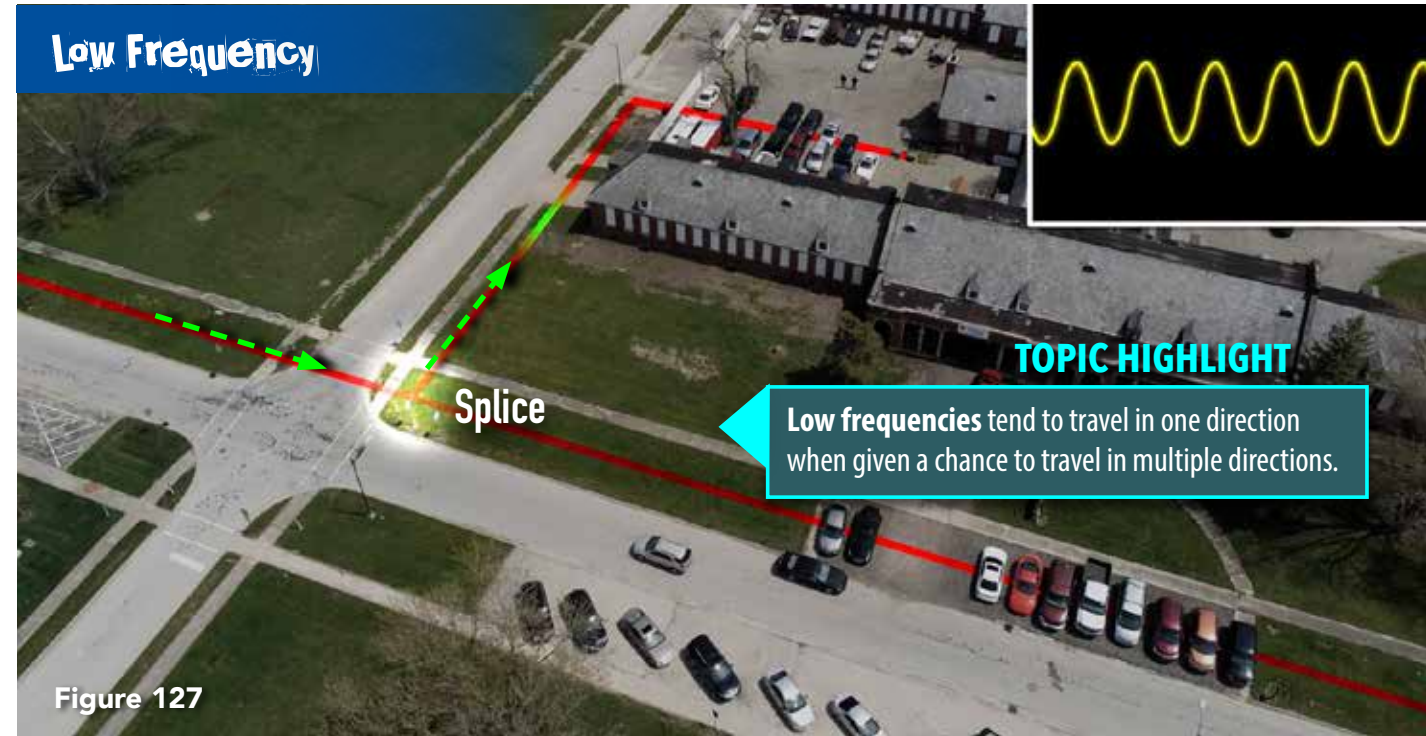 Low Frequency
Splice
TOPIC HIGHLIGHT
Low frequencies tend to travel in one direction
when given a chance to travel in multiple directions.
Figure 127